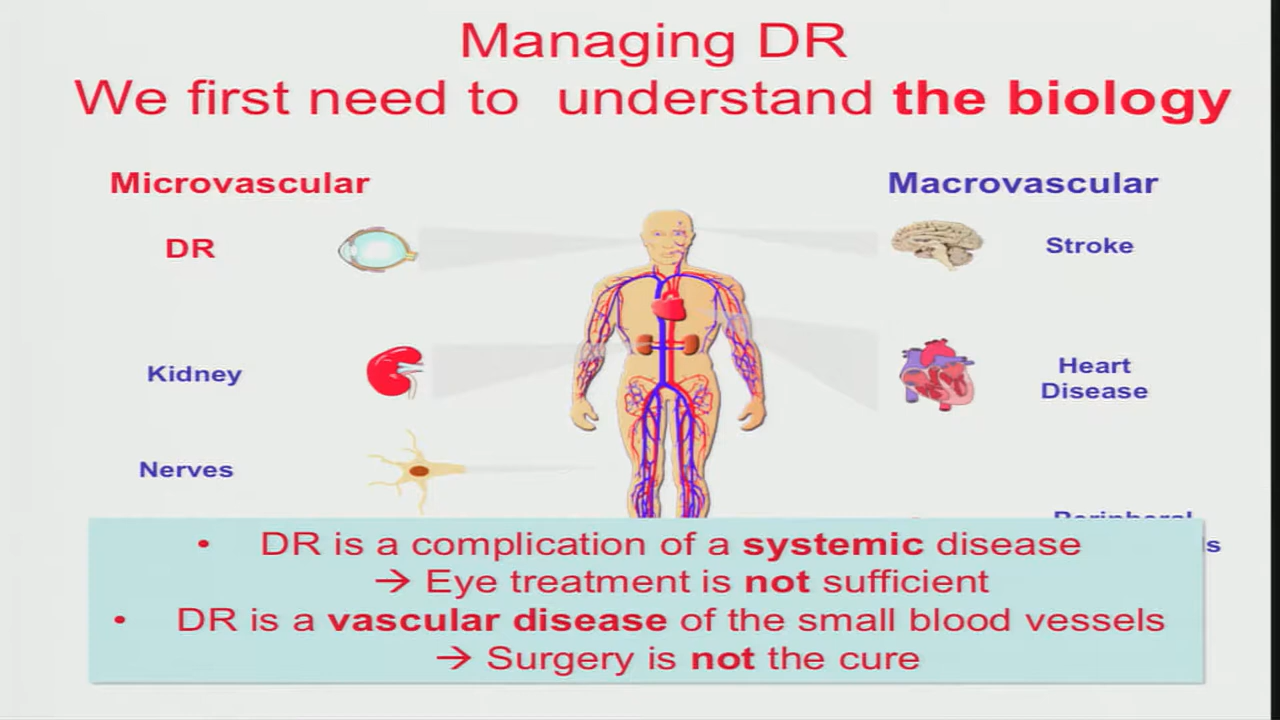 Managing DR
We first need to understand the biology
Microvascular
Macrovascular
DR
Stroke
Kidney
Heart
Disease
Nerves
Peripheral
• DR is a complication of a systemic disease
→ Eye treatment is not sufficient
• DR is a vascular disease of the small blood vessels
→ Surgery is not the cure